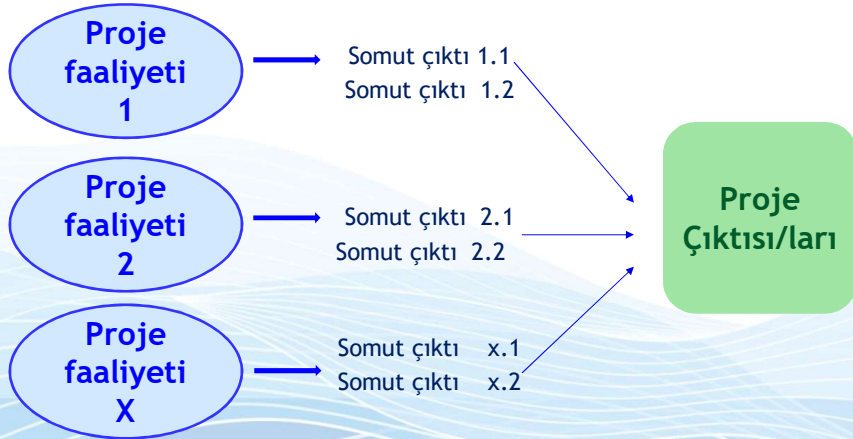 Proje
faaliyeti
1
Somut çıktı 1.1
Somut çıktı 1.2
Proje
faaliyeti
2
Somut çıktı 2.1
Somut çıktı 2.2
Proje
faaliyeti
X
Somut çıktı x.1
Somut çıktı x.2
Proje
Çıktısı/ları